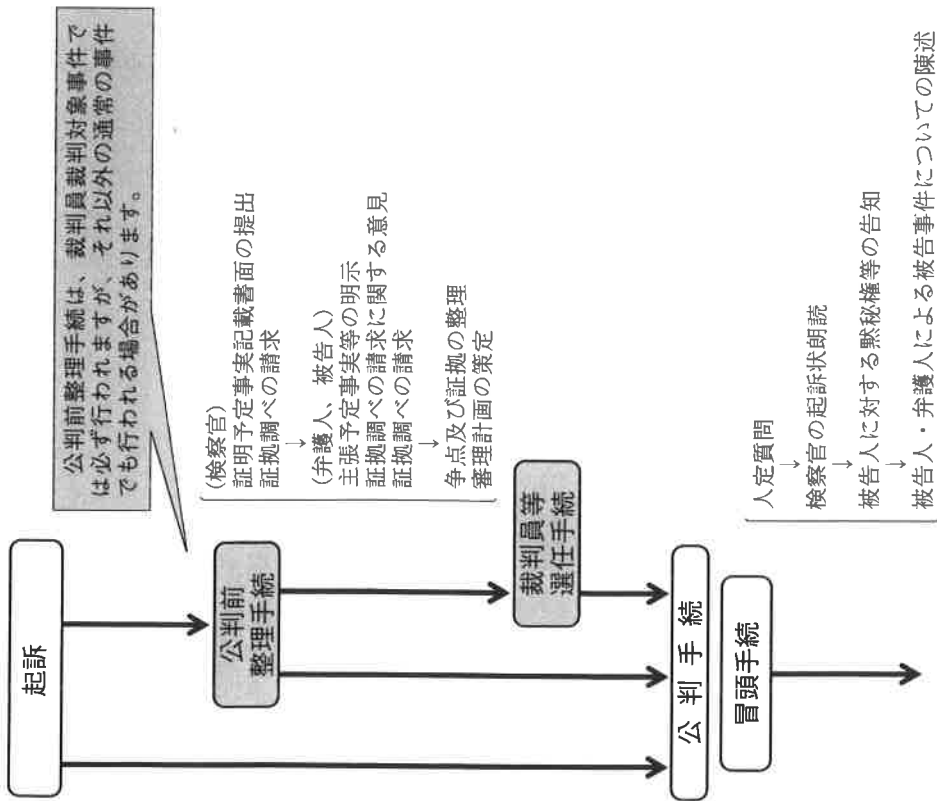 起訴
公判前整理手続は、裁判員裁判対象事件で
は必ず行われますが、それ以外の通常の事件
でも行われる場合があります。
公判前
整理手続
(検察官)
証明予定事実記載書面の提出
証拠調べの請求
↓
(弁護人、被告人)
主張予定事実等の明示
証拠調べの請求に関する意見
証拠調べの請求
↓
争点及び証拠の整理
審理計画の策定
裁判員等
選任手続
公判手続
冒頭手続
人定質問
↓
検察官の起訴状朗読
↓
被告人に対する黙秘権等の告知
↓
被告人・弁護人による被告事件についての陳述